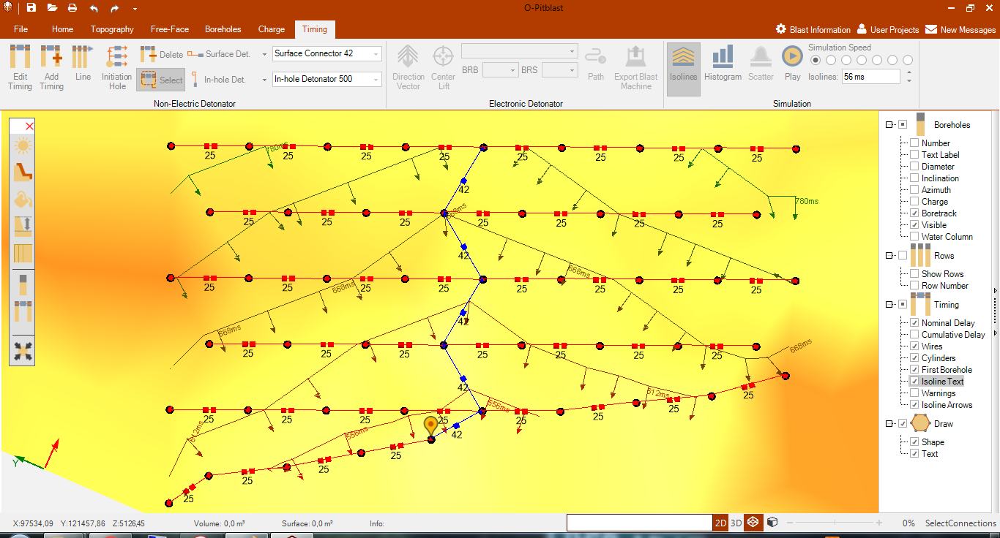 O-Pitblast
File Home Topography Free-Face Boreholes Charge Timing
Blast Information User Projects New Messages
Edit Timing
Add Timing
Line
Initiation Hole
Delete
Select
Surface Det.
In-hole Det.
Surface Connector 42
In-hole Detonator 500
Non-Electric Detonator
Direction Vector
Center Lift
BRB
BRS
Path
Export Blast Machine
Electronic Detonator
Isolines
Histogram
Scatter
Play
Simulation Speed
Isolines: 56 ms
Simulation
780ms
25 25 25 25 25 25 25 25
42
780ms
668ms
25 25 25 25 25 25 25
42
668ms
668ms
25 25 25 25 25 25 25 25
42
668ms
668ms
25 25 25 25 25 25 25
42
612ms
25
556ms
25 25 25 25 25 25 25
612ms
556ms
42
25
25
25
25
X
Y
Boreholes
Number
Text Label
Diameter
Inclination
Azimuth
Charge
Boretrack
Visible
Water Column
Rows
Show Rows
Row Number
Timing
Nominal Delay
Cumulative Delay
Wires
Cylinders
First Borehole
Isoline Text
Warnings
Isoline Arrows
Draw
Shape
Text
X:97534,09 Y:121457,86 Z:5126,45 Volume: 0,0 m³ Surface: 0,0 m² Info: 2D 3D 0% SelectConnections